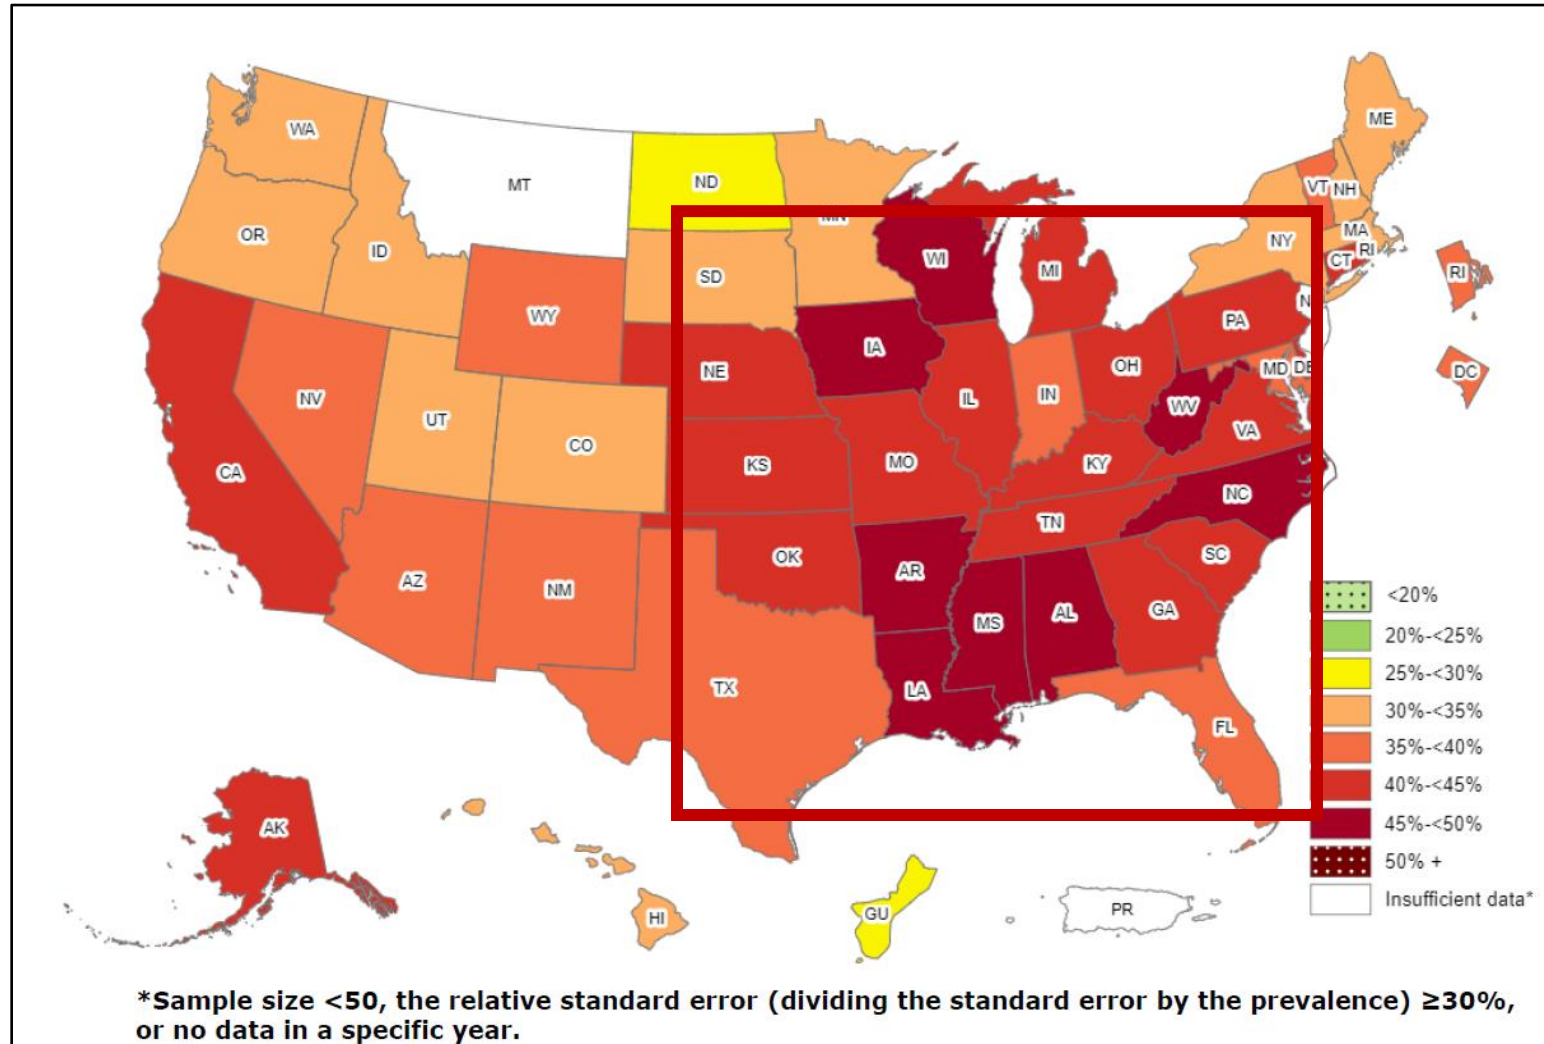 WA
MT
ND
ME
VT
NH
MN
OR
ID
SD
WI
MI
NY
MA
RI
CT
RI
WY
N
PA
IA
NE
OH
MD
DE
DC
NV
UT
CO
IL
IN
WV
VA
CA
KS
MO
KY
NC
TN
OK
SC
AZ
NM
AR
MS
AL
GA
TX
LA
FL
<20%
20%-<25%
25%-<30%
30%-<35%
35%-<40%
40%-<45%
45%-<50%
50% +
Insufficient data*
AK
HI
GU
PR
*Sample size <50, the relative standard error (dividing the standard error by the prevalence) ≥30%,
or no data in a specific year.